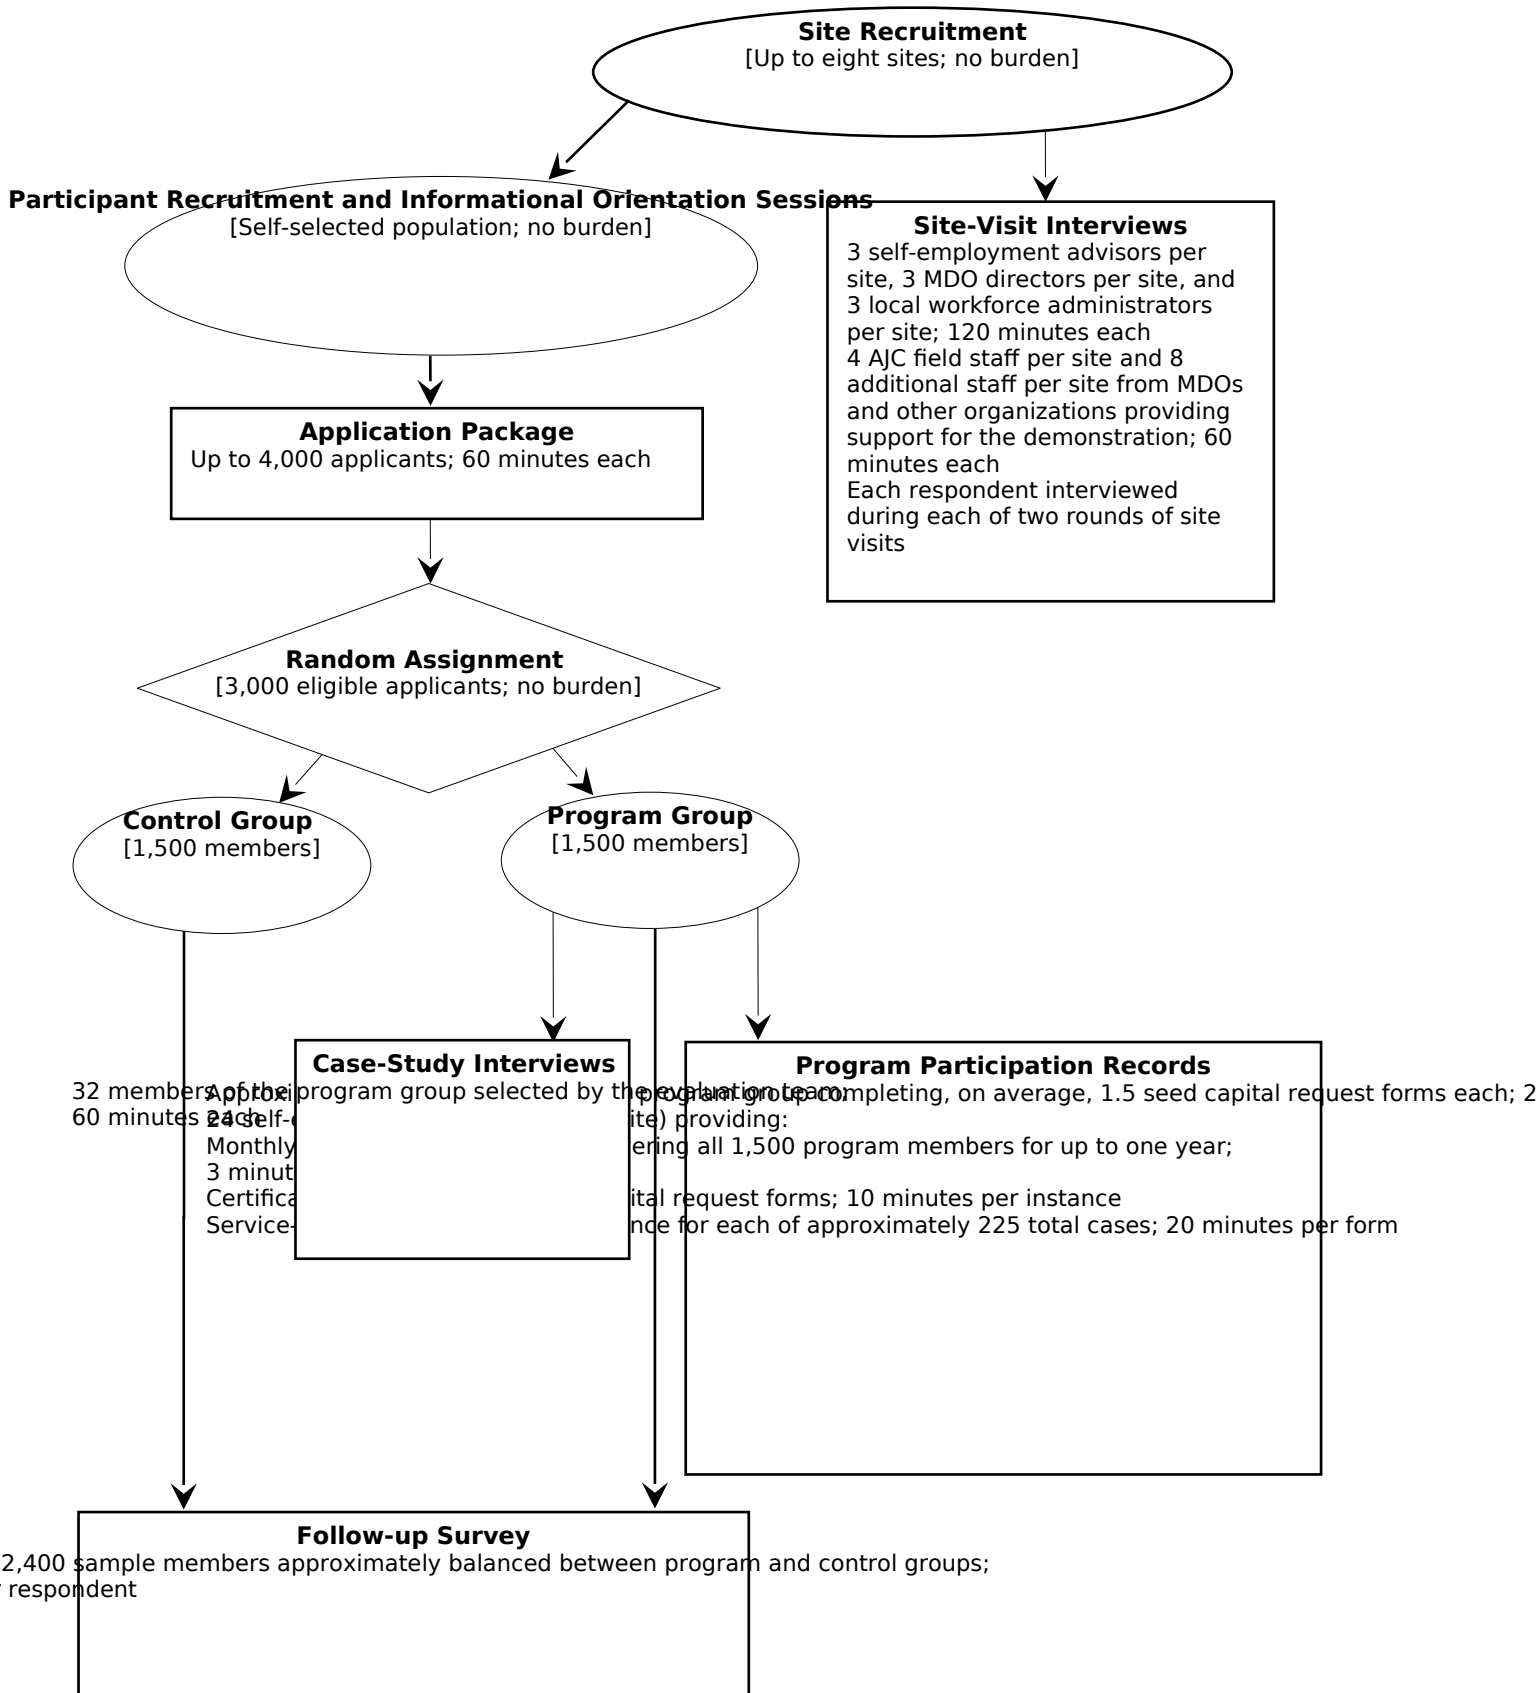 Site Recruitment
[Up to eight sites; no burden]
Participant Recruitment and Informational Orientation Sessions
[Self-selected population; no burden]
Site-Visit Interviews
3 self-employment advisors per
site, 3 MDO directors per site, and
3 local workforce administrators
per site; 120 minutes each
4 AJC field staff per site and 8
additional staff per site from MDOs
and other organizations providing
support for the demonstration; 60
minutes each
Each respondent interviewed
during each of two rounds of site
visits
Application Package
Up to 4,000 applicants; 60 minutes each
Random Assignment
[3,000 eligible applicants; no burden]
Control Group
[1,500 members]
Program Group
[1,500 members]
Case-Study Interviews
32 members of the program group selected by the evaluation team;
60 minutes each
Program Participation Records
program group completing, on average, 1.5 seed capital request forms each; 2
24 self- providing:
Monthly all 1,500 program members for up to one year;
3
request forms; 10 minutes per instance
Service- for each of approximately 225 total cases; 20 minutes per form
Follow-up Survey
2,400 sample members approximately balanced between program and control groups;
respondent